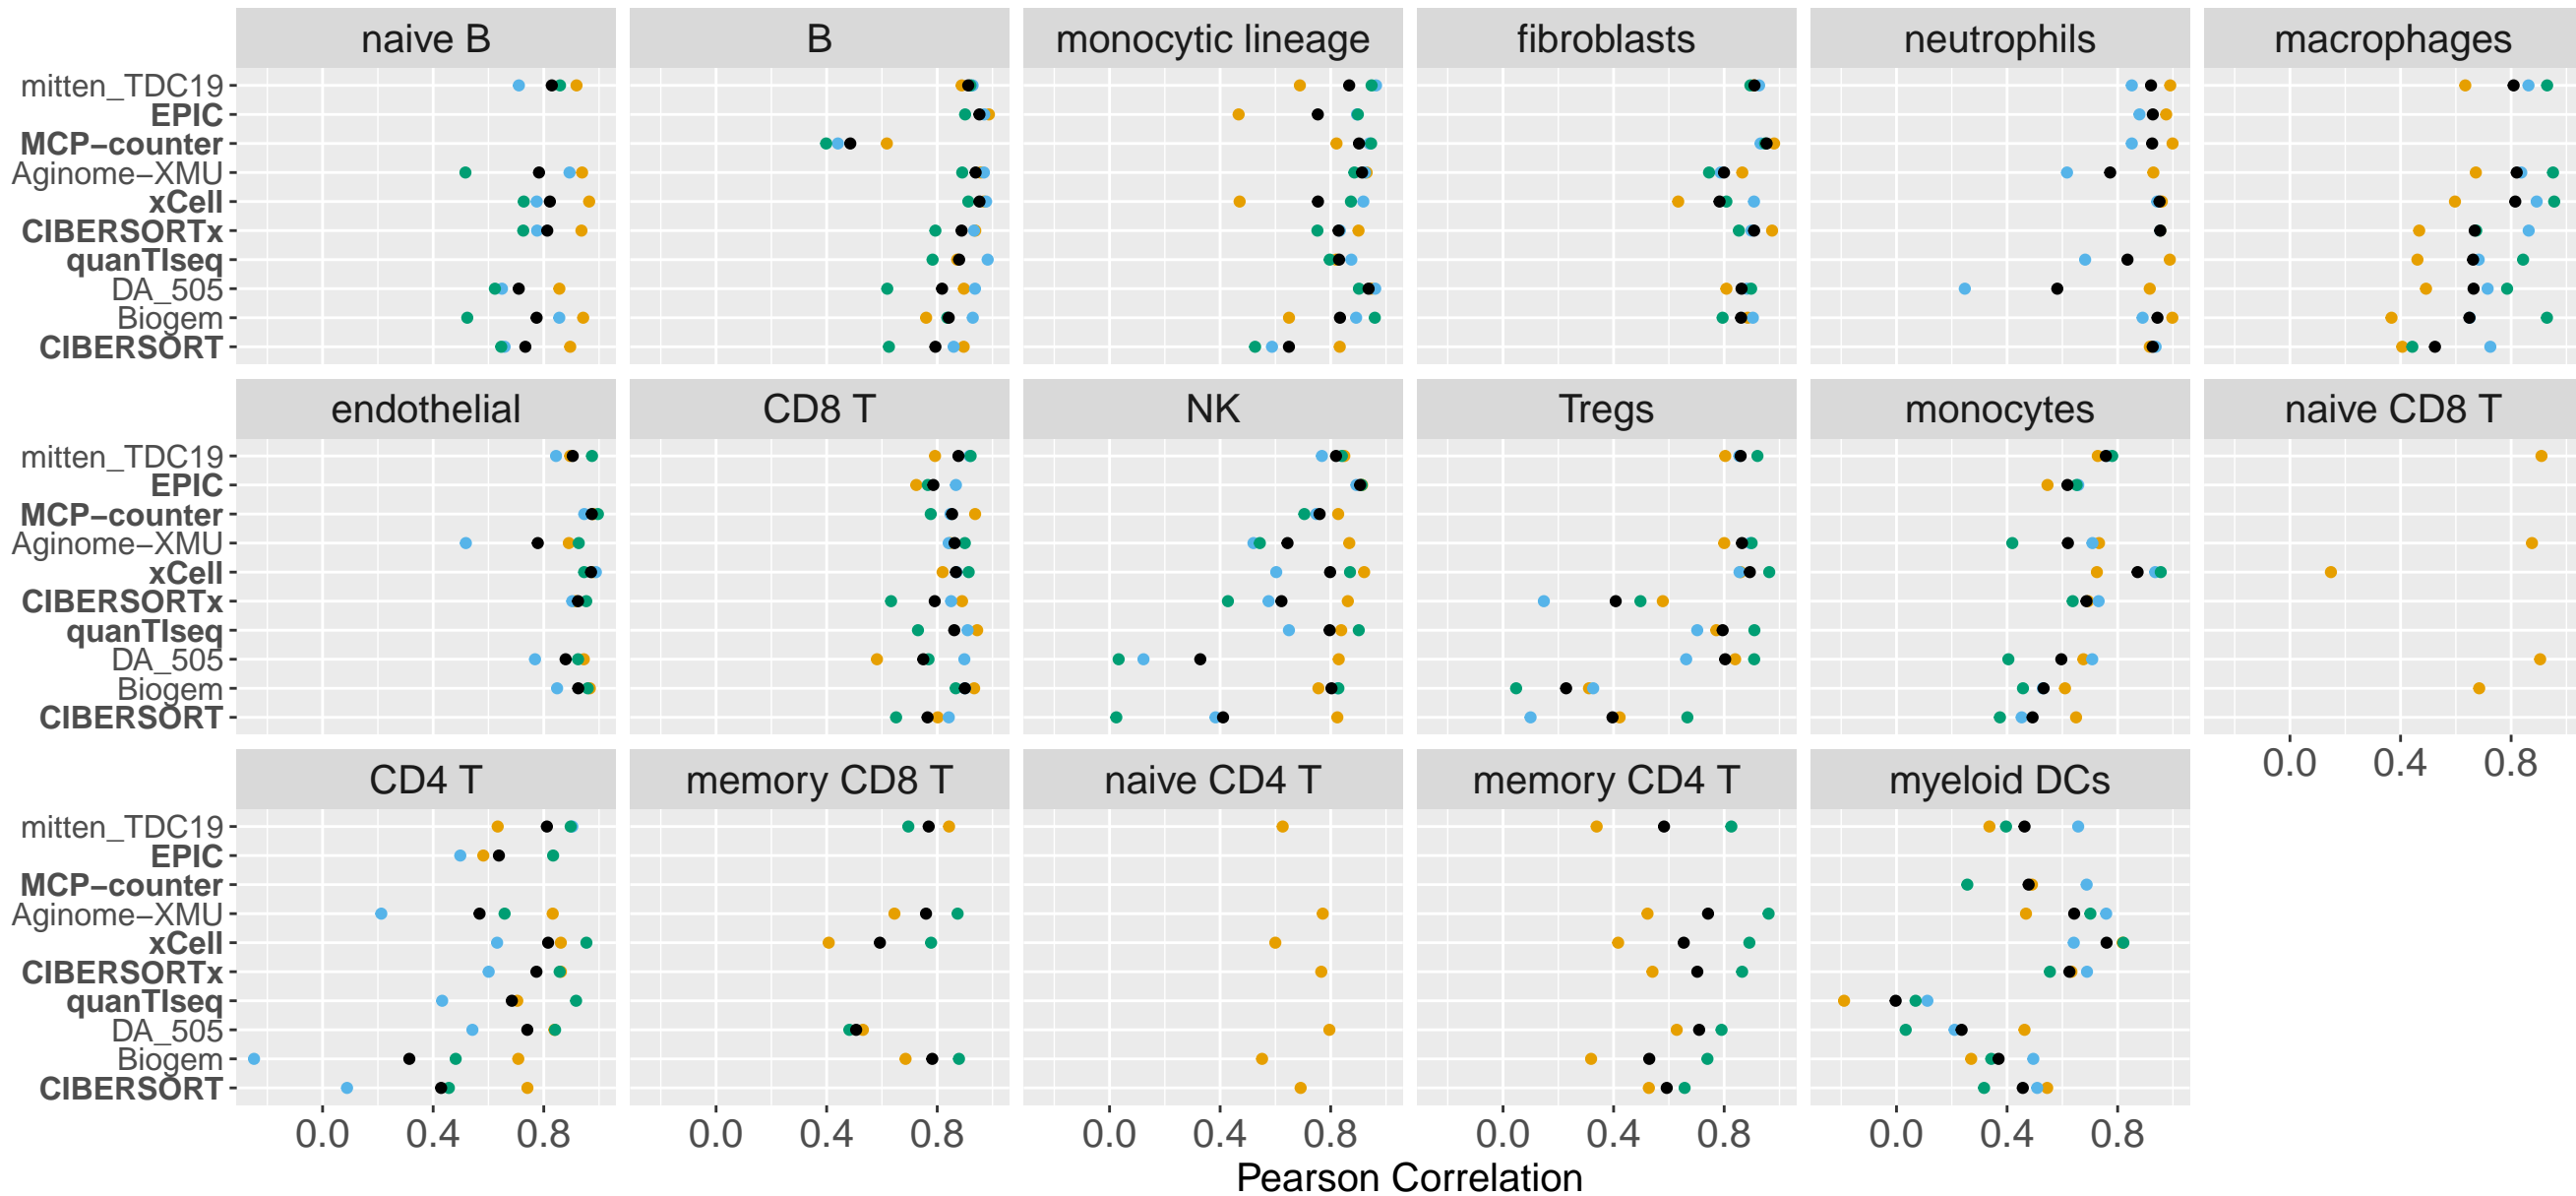 naive B
B
monocytic lineage
fibroblasts
neutrophils
macrophages
mitten_TDC19
EPIC
MCP−counter
Aginome−XMU
xCell
CIBERSORTx
quanTIseq
DA_505
Biogem
CIBERSORT
endothelial
CD8 T
NK
Tregs
monocytes
naive CD8 T
mitten_TDC19
EPIC
MCP−counter
Aginome−XMU
xCell
CIBERSORTx
quanTIseq
DA_505
Biogem
CIBERSORT
0.0 0.4 0.8
CD4 T
memory CD8 T
naive CD4 T
memory CD4 T
myeloid DCs
mitten_TDC19
EPIC
MCP−counter
Aginome−XMU
xCell
CIBERSORTx
quanTIseq
DA_505
Biogem
CIBERSORT
0.0 0.4 0.8
0.0 0.4 0.8
0.0 0.4 0.8
0.0 0.4 0.8
0.0 0.4 0.8
Pearson Correlation